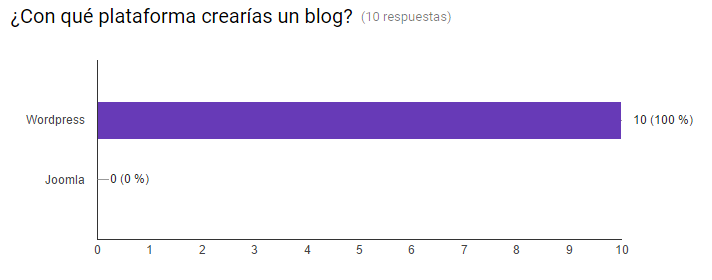 ¿Con qué plataforma crearías un blog? (10 respuestas)
Wordpress 10 (100 %)
Joomla 0 (0 %)
0 1 2 3 4 5 6 7 8 9 10